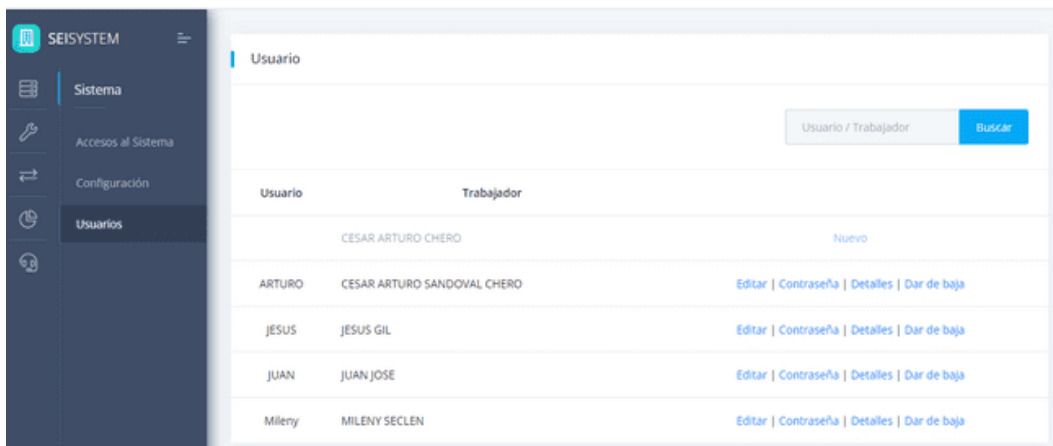 SEISYSTEM
Sistema
Accesos al Sistema
Configuración
Usuarios
Usuario
Usuario / Trabajador
Buscar
Usuario Trabajador
CESAR ARTURO CHERO Nuevo
ARTURO CESAR ARTURO SANDOVAL CHERO Editar | Contraseña | Detalles | Dar de baja
JESUS JESUS GIL Editar | Contraseña | Detalles | Dar de baja
JUAN JUAN JOSE Editar | Contraseña | Detalles | Dar de baja
Mileny MILENY SECLEN Editar | Contraseña | Detalles | Dar de baja